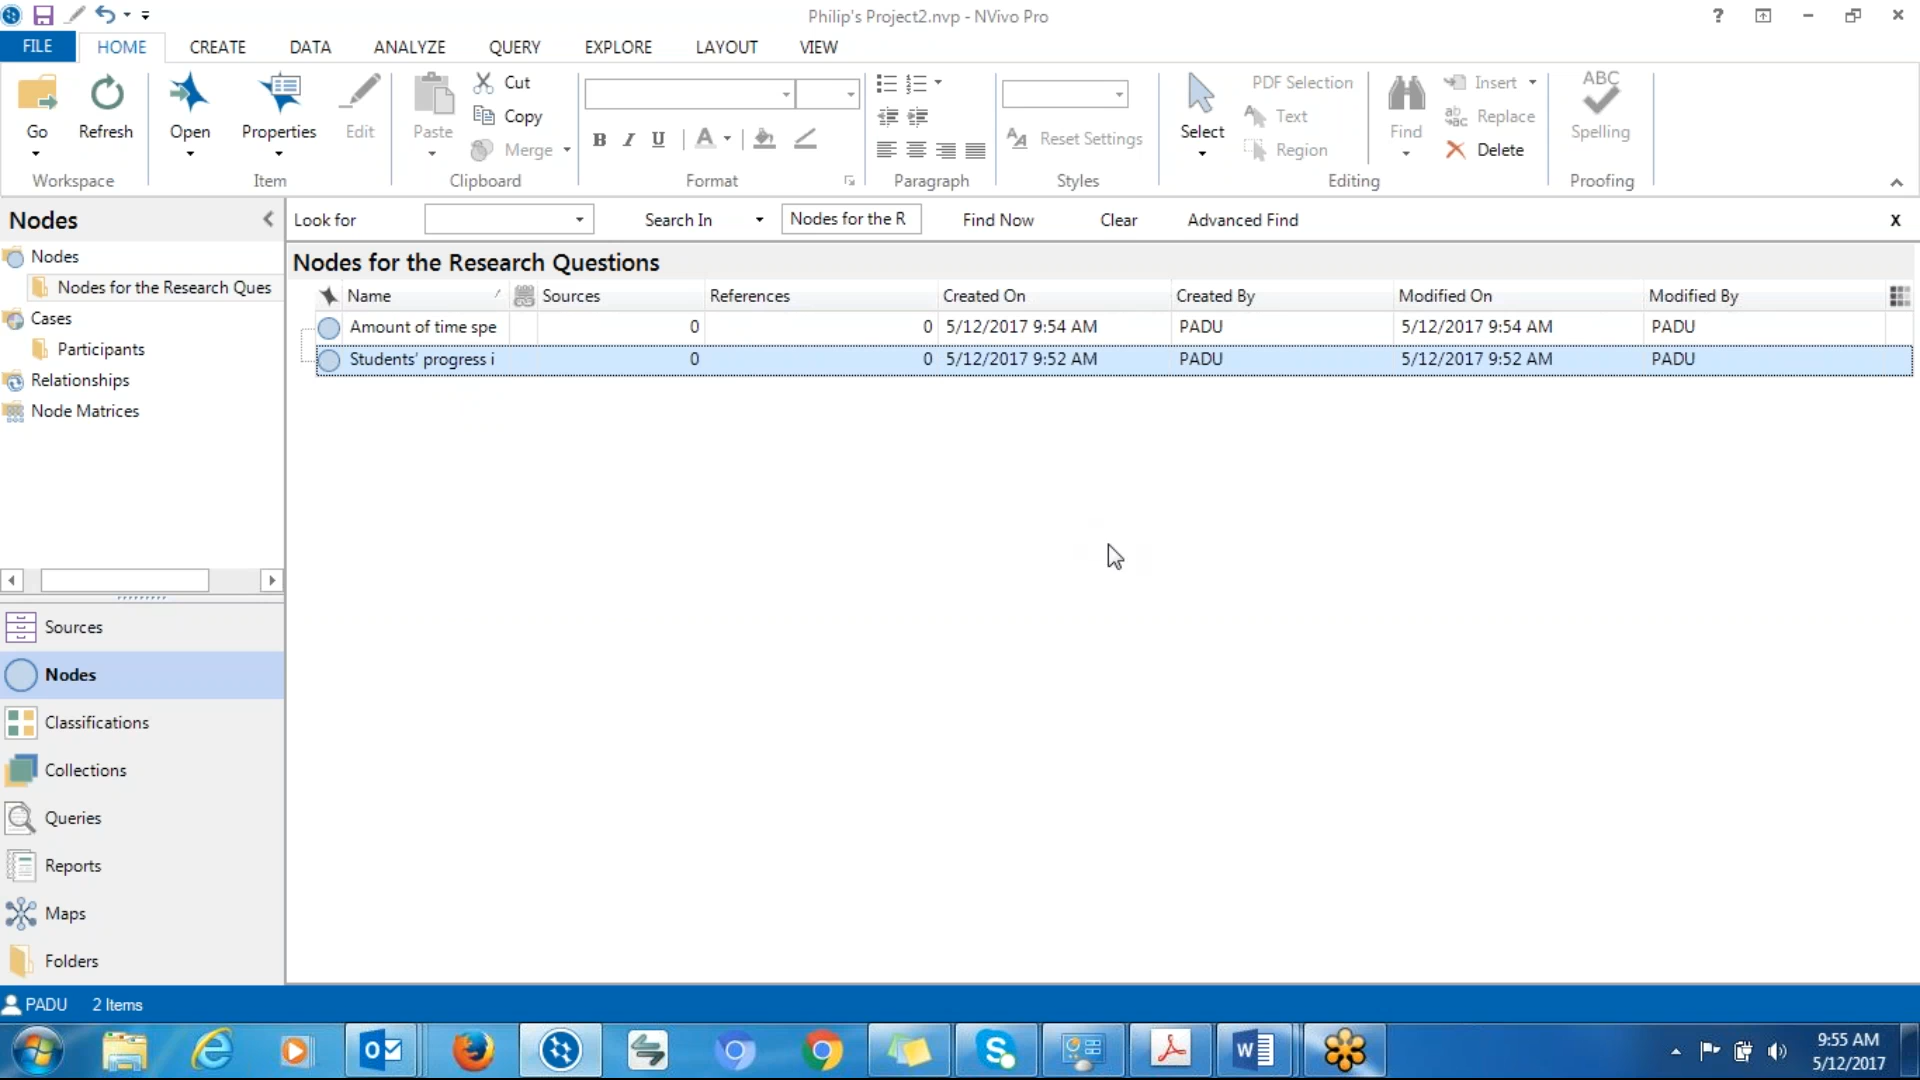 Philip's Project2.nvp - NVivo Pro
?
FILE HOME CREATE DATA ANALYZE QUERY EXPLORE LAYOUT VIEW
Go Refresh Open Properties Edit Paste Cut Copy Merge
B I U A
Reset Settings
Select PDF Selection Text Region
Find Insert Replace Delete
ABC
Spelling
Workspace Item Clipboard Format Paragraph Styles Editing Proofing
Nodes
Look for Search In Nodes for the R Find Now Clear Advanced Find X
Nodes
Nodes for the Research Ques
Cases
Participants
Relationships
Node Matrices
Nodes for the Research Questions
Name Sources References Created On Created By Modified On Modified By
Amount of time spe 0 0 5/12/2017 9:54 AM PADU 5/12/2017 9:54 AM PADU
Students' progress i 0 0 5/12/2017 9:52 AM PADU 5/12/2017 9:52 AM PADU
Sources
Nodes
Classifications
Collections
Queries
Reports
Maps
Folders
PADU 2 Items
9:55 AM
5/12/2017